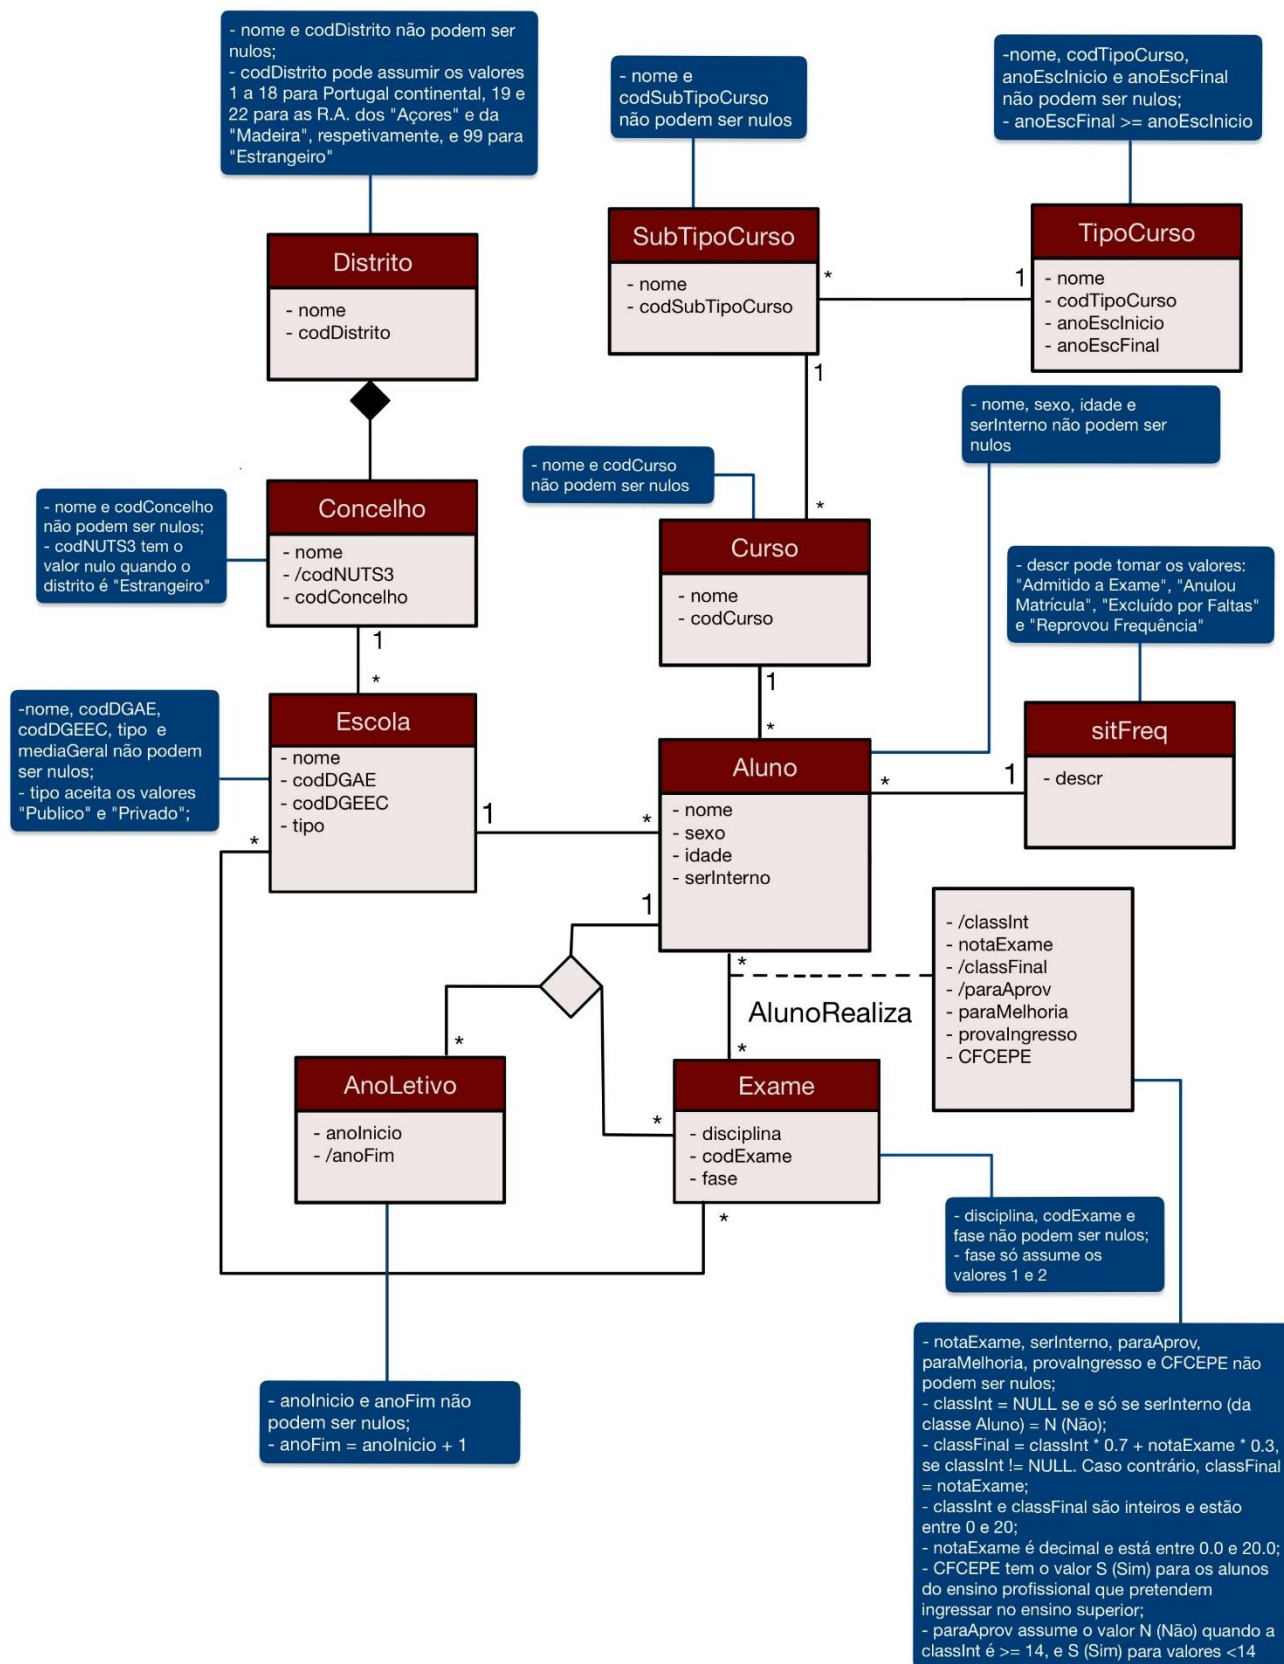 - nome e codDistrito não podem ser
nulos;
- codDistrito pode assumir os valores
1 a 18 para Portugal continental, 19 e
22 para as R.A. dos "Açores" e da
"Madeira", respetivamente, e 99 para
"Estrangeiro"
- nome e
codSubTipoCurso
não podem ser nulos
-nome, codTipoCurso,
anoEscInicio e anoEscFinal
não podem ser nulos;
- anoEscFinal >= anoEscInicio
Distrito
- nome
- codDistrito
SubTipoCurso
- nome
- codSubTipoCurso
*
1
TipoCurso
- nome
- codTipoCurso
- anoEscInicio
- anoEscFinal
1
- nome, sexo, idade e
serInterno não podem ser
nulos
- nome e codCurso
não podem ser nulos
*
- nome e codConcelho
não podem ser nulos;
- codNUTS3 tem o
valor nulo quando o
distrito é "Estrangeiro"
Concelho
- nome
- /codNUTS3
- codConcelho
Curso
- nome
- codCurso
- descr pode tomar os valores:
"Admitido a Exame", "Anulou
Matrícula", "Excluído por Faltas"
e "Reprovou Frequência"
1
*
1
*
-nome, codDGAE,
codDGEEC, tipo e
mediaGeral não podem
ser nulos;
- tipo aceita os valores
"Publico" e "Privado";
Escola
- nome
- codDGAE
- codDGEEC
- tipo
1
*
*
Aluno
- nome
- sexo
- idade
- serInterno
*
1
sitFreq
- descr
1
*
AlunoRealiza
*
- /classInt
- notaExame
- /classFinal
- /paraAprov
- paraMelhoria
- provaIngresso
- CFCEPE
*
AnoLetivo
- anoInicio
- /anoFim
*
Exame
- disciplina
- codExame
- fase
*
- disciplina, codExame e
fase não podem ser nulos;
- fase só assume os
valores 1 e 2
- anoInicio e anoFim não
podem ser nulos;
- anoFim = anoInicio + 1
- notaExame, serInterno, paraAprov,
paraMelhoria, provaIngresso e CFCEPE não
podem ser nulos;
- classInt = NULL se e só se serInterno (da
classe Aluno) = N (Não);
- classFinal = classInt * 0.7 + notaExame * 0.3,
se classInt != NULL. Caso contrário, classFinal
= notaExame;
- classInt e classFinal são inteiros e estão
entre 0 e 20;
- notaExame é decimal e está entre 0.0 e 20.0;
- CFCEPE tem o valor S (Sim) para os alunos
do ensino profissional que pretendem
ingressar no ensino superior;
- paraAprov assume o valor N (Não) quando a
classInt é >= 14, e S (Sim) para valores <14